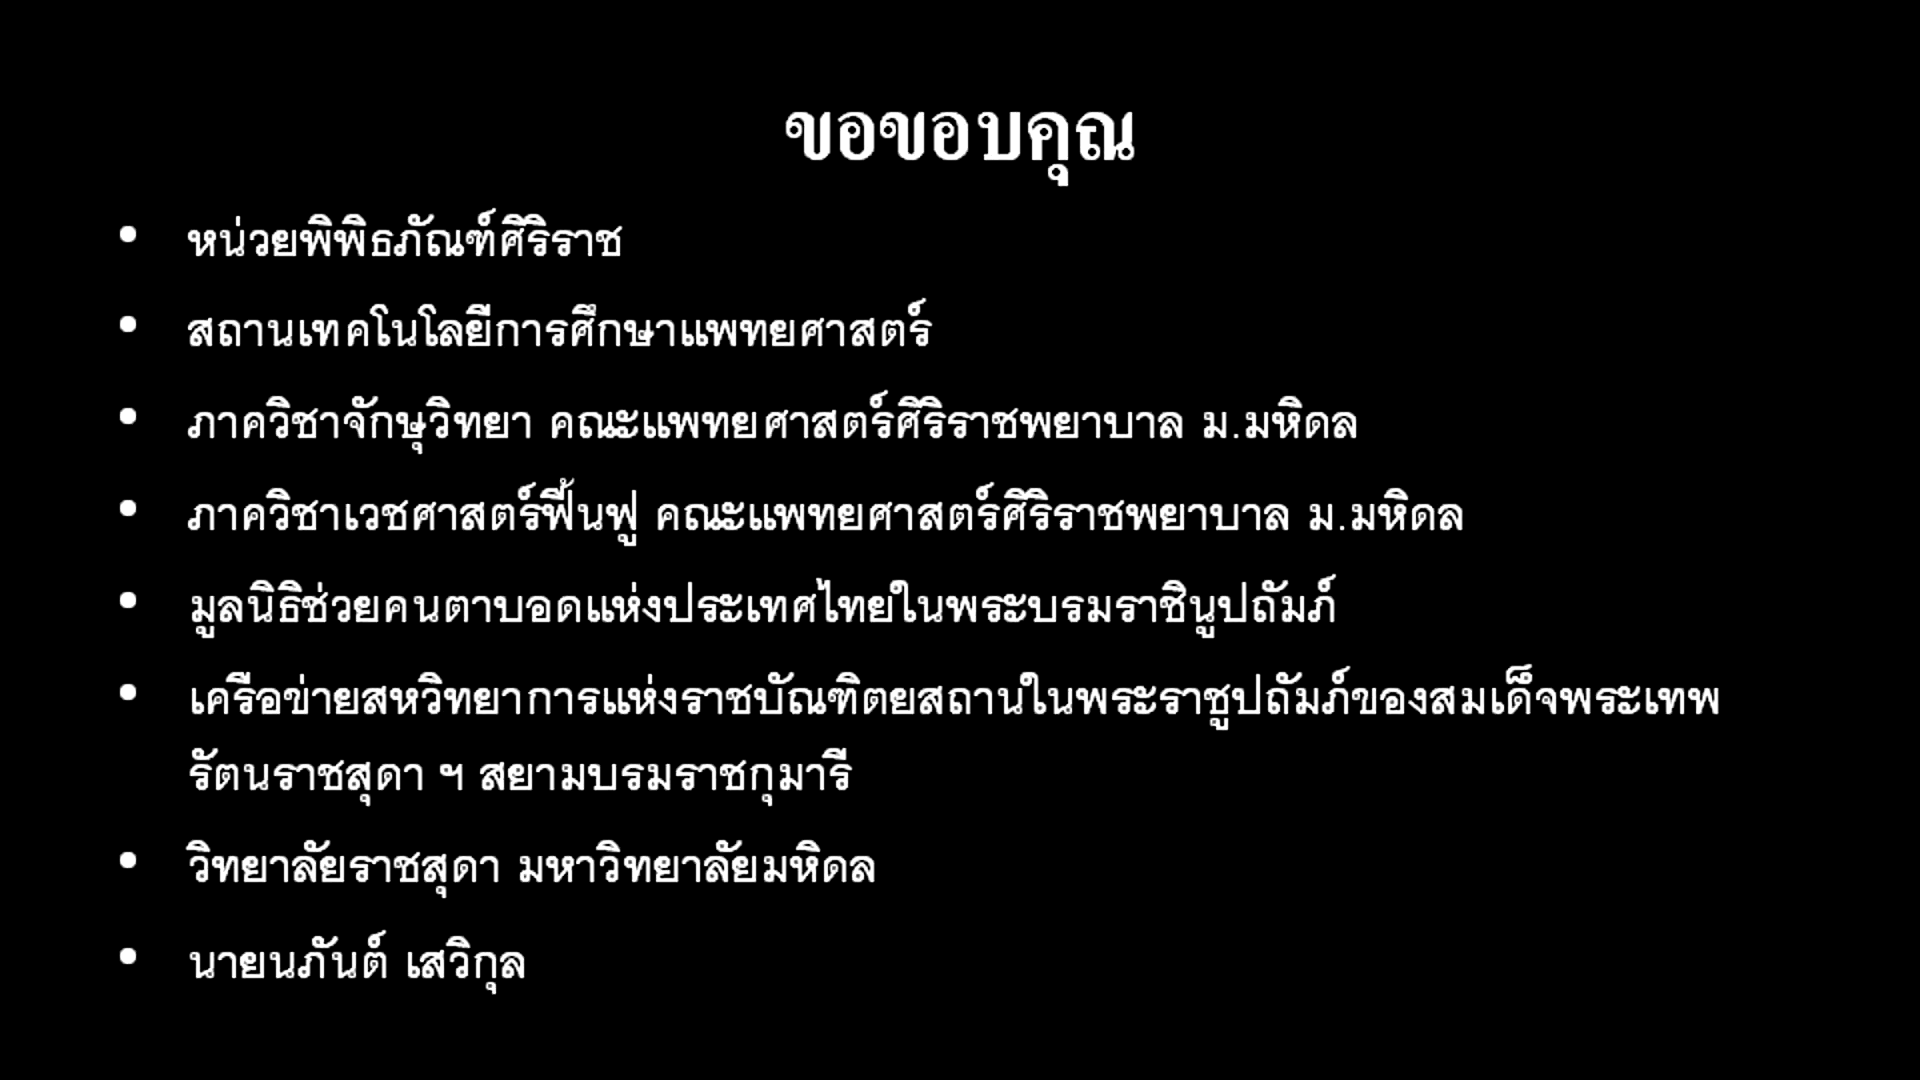 ขอขอบคุณ
• หน่วยพิพิธภัณฑ์ศิริราช
• สถานเทคโนโลยีการศึกษาแพทยศาสตร์
• ภาควิชาจักษุวิทยา คณะแพทยศาสตร์ศิริราชพยาบาล ม.มหิดล
• ภาควิชาเวชศาสตร์ฟื้นฟู คณะแพทยศาสตร์ศิริราชพยาบาล ม.มหิดล
• มูลนิธิช่วยคนตาบอดแห่งประเทศไทยในพระบรมราชินูปถัมภ์
• เครือข่ายสหวิทยาการแห่งราชบัณฑิตยสถานในพระราชูปถัมภ์ของสมเด็จพระเทพ
รัตนราชสุดา ฯ สยามบรมราชกุมารี
• วิทยาลัยราชสุดา มหาวิทยาลัยมหิดล
• นายนภันต์ เสวิกุล